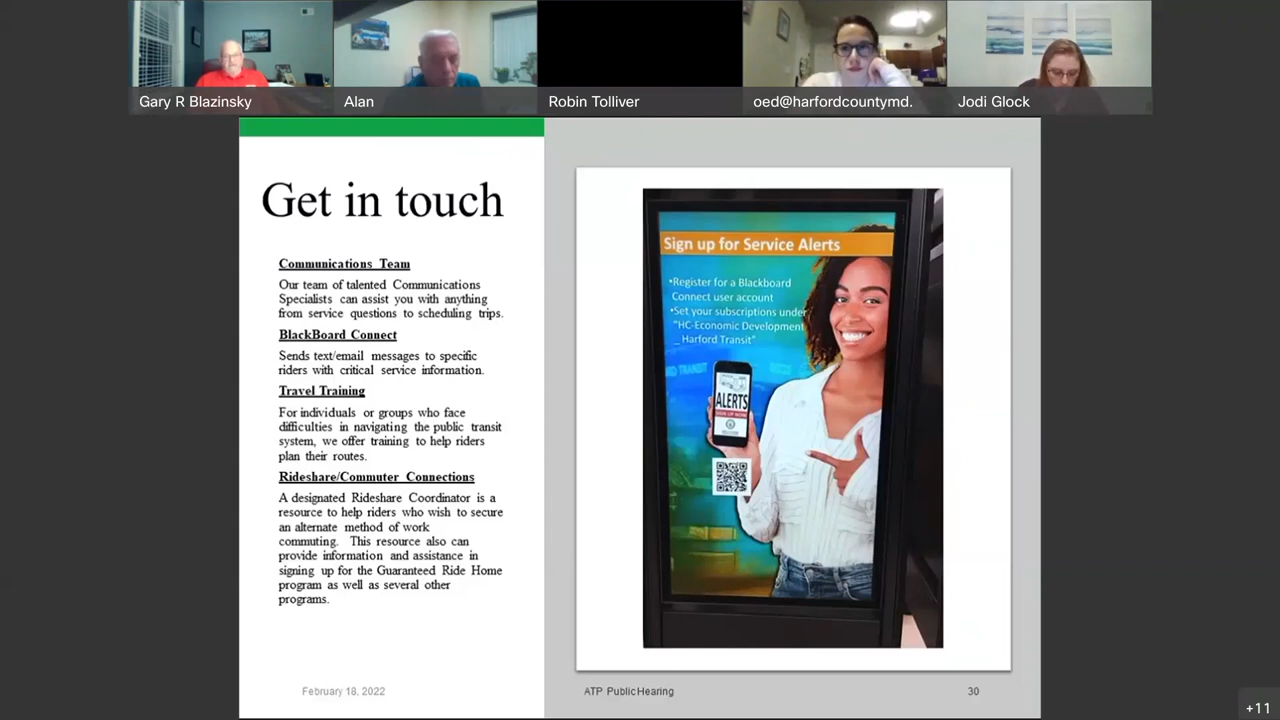 Gary R Blazinsky
Alan
Robin Tolliver
oed@harfordcountymd.
Jodi Glock
Get in touch
Communications Team
Our team of talented Communications
Specialists can assist you with anything
from service questions to scheduling trips.
BlackBoard Connect
Sends text/email messages to specific
riders with critical service information.
Travel Training
For individuals or groups who face
difficulties in navigating the public transit
system, we offer training to help riders
plan their routes.
Rideshare/Commuter Connections
A designated Rideshare Coordinator is a
resource to help riders who wish to secure
an alternate method of work
commuting. This resource also can
provide information and assistance in
signing up for the Guaranteed Ride Home
program as well as several other
programs.
Sign up for Service Alerts
•Register for a Blackboard
Connect user account
•Set your subscriptions under
"HC-Economic Development
_ Harford Transit"
ALERTS
SIGN UP NOW
February 18, 2022
ATP Public Hearing
30
+11